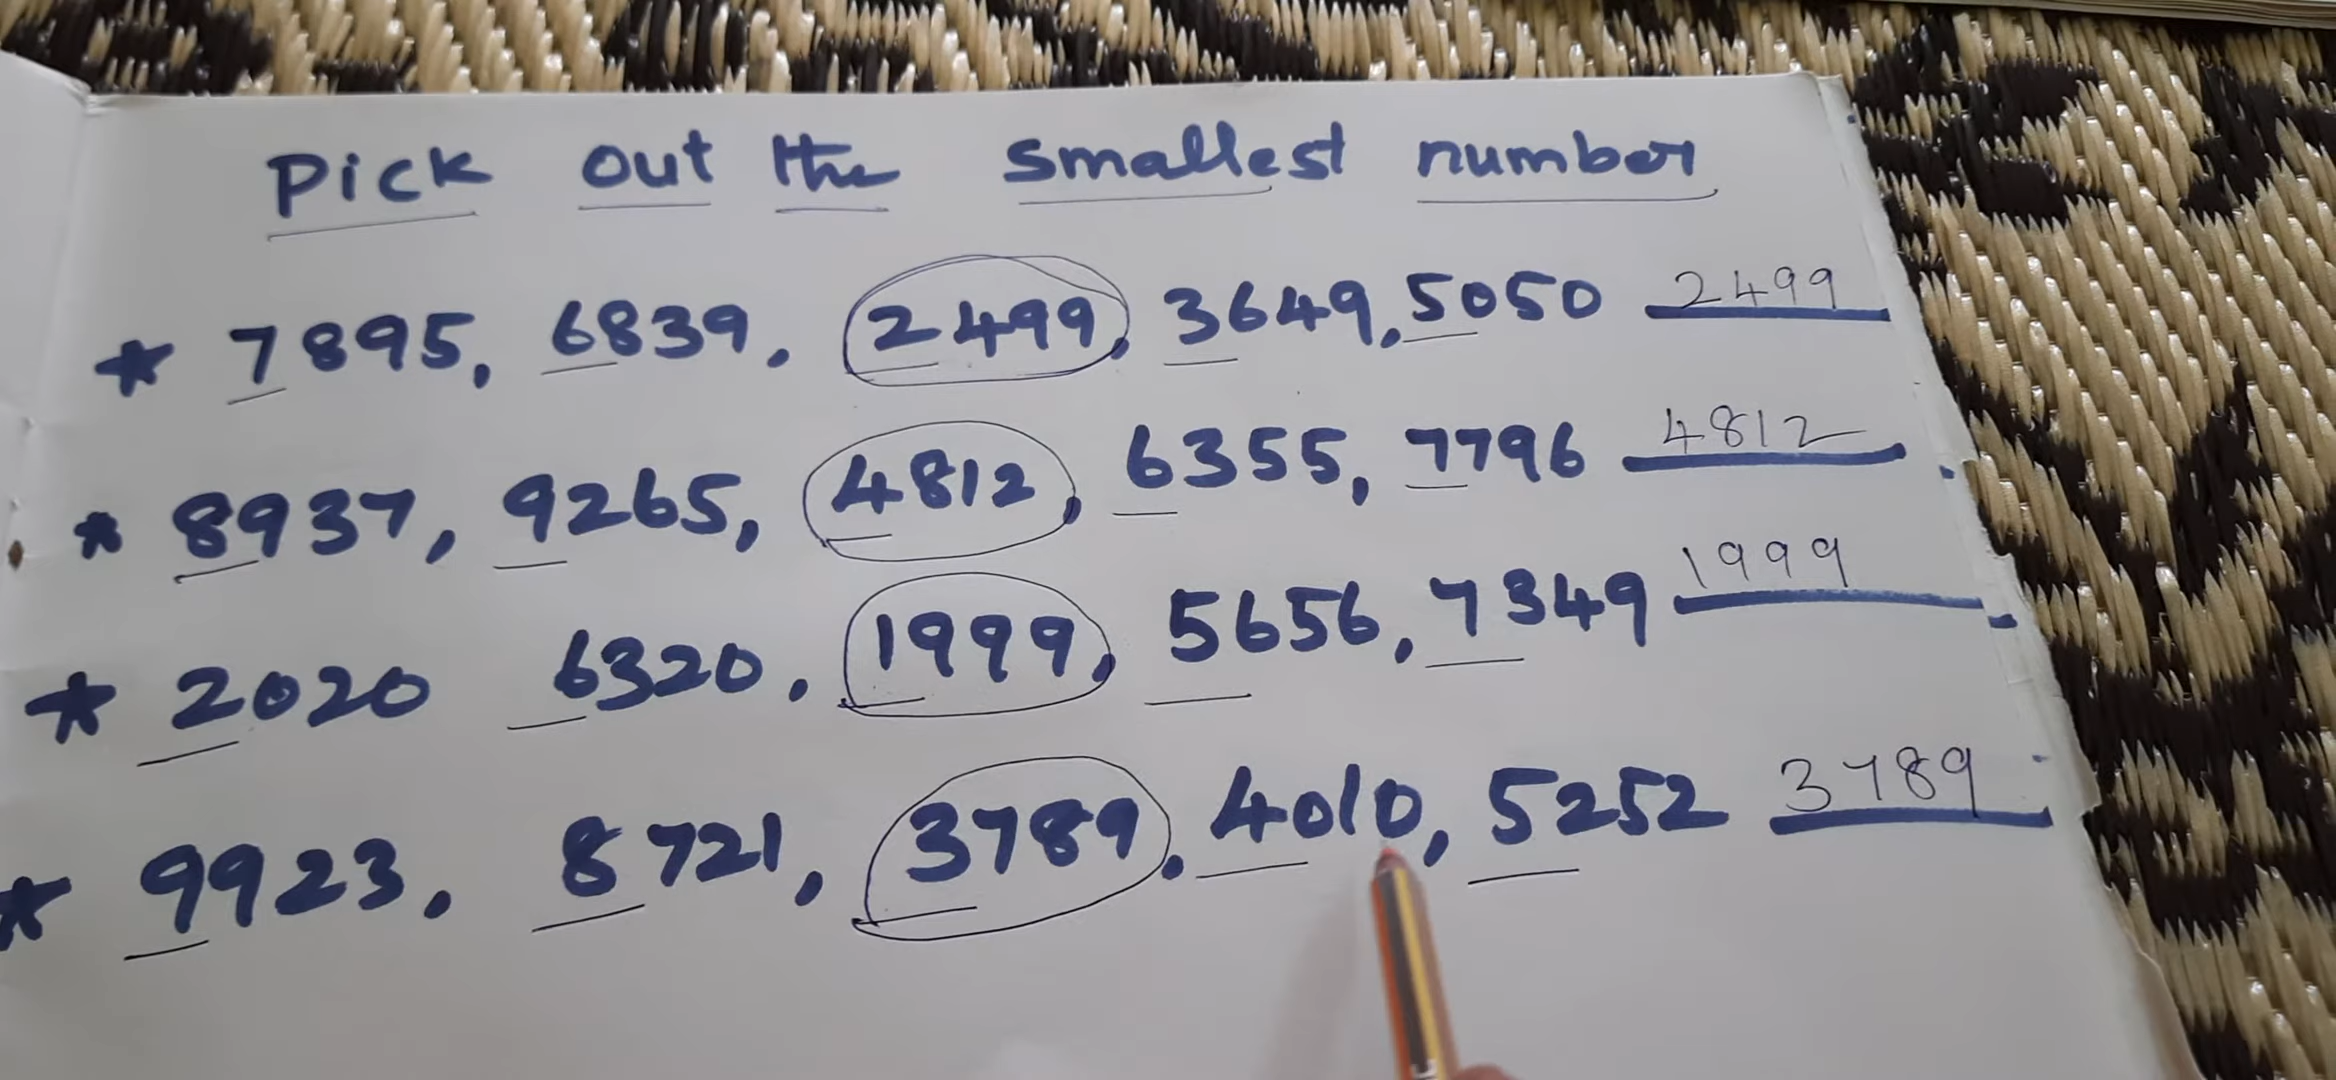 Pick out the smallest number
* 7895, 6839, 2499, 3649, 5050 2499
* 8937, 9265, 4812, 6355, 7796 4812
* 2020 6320, 1999, 5656, 7349 1999
* 9923, 8721, 3789, 4010, 5252 3789